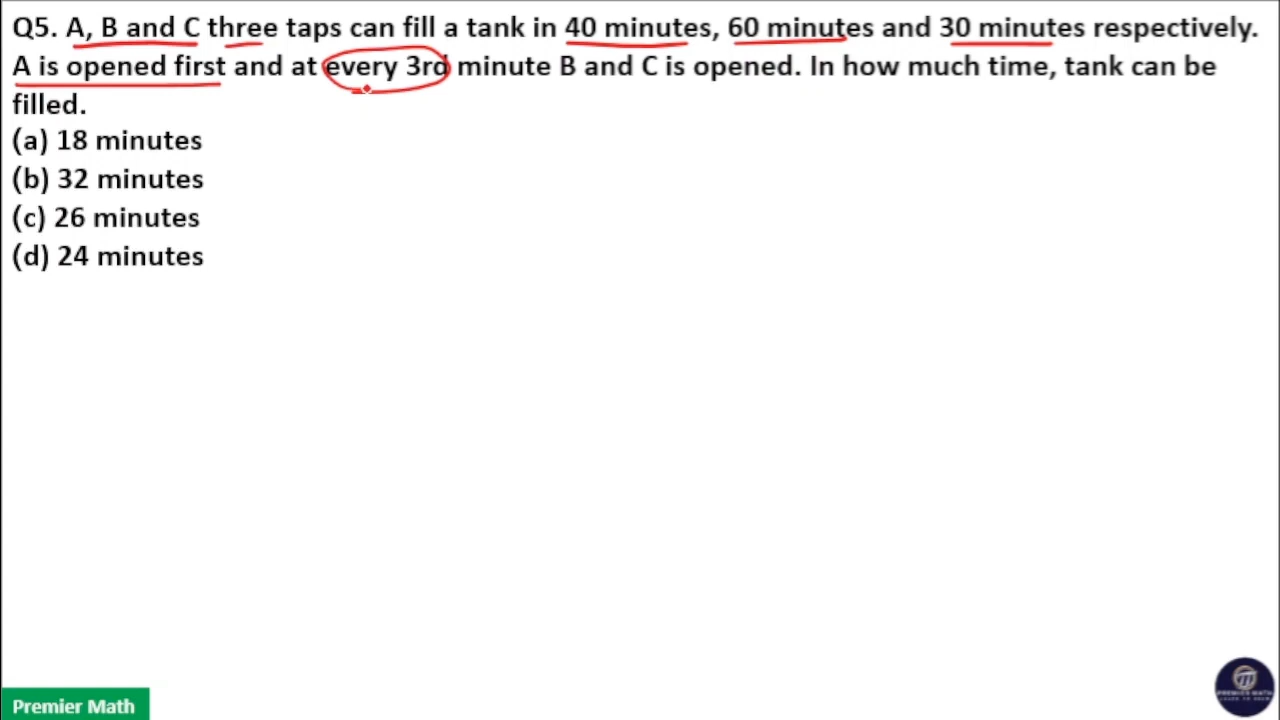 Q5. A, B and C three taps can fill a tank in 40 minutes, 60 minutes and 30 minutes respectively.
A is opened first and at every 3rd minute B and C is opened. In how much time, tank can be
filled.
(a) 18 minutes
(b) 32 minutes
(c) 26 minutes
(d) 24 minutes
Premier Math
PREMIER MATH